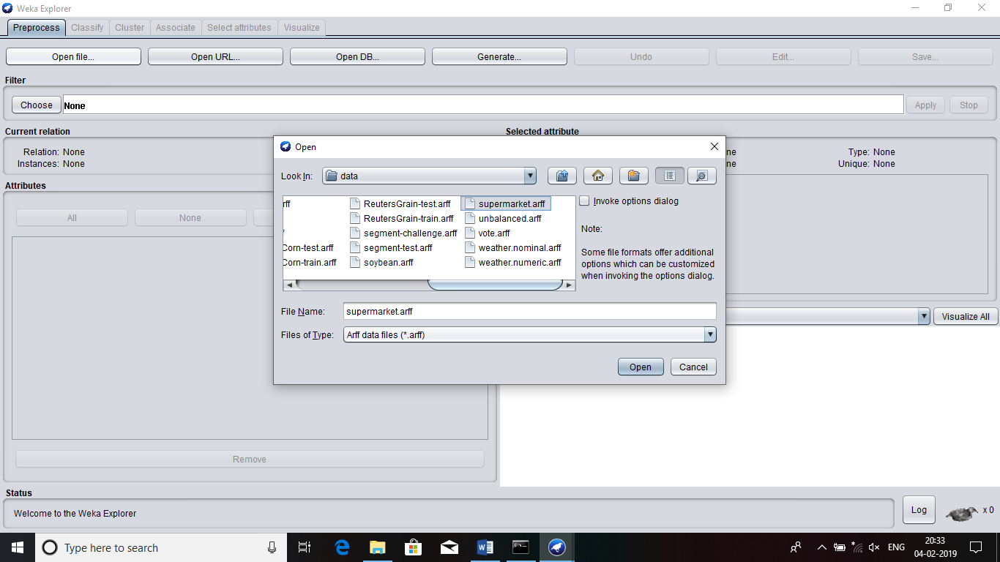 Weka Explorer
Preprocess Classify Cluster Associate Select attributes Visualize
Open file... Open URL... Open DB... Generate... Undo Edit... Save...
Filter
Choose None Apply Stop
Current relation Selected attribute
Relation: None
Instances: None
ne Type: None
ne Unique: None
Attributes
All None
Remove
Open
Look In: data
rff ReutersGrain-test.arff supermarket.arff
ReutersGrain-train.arff unbalanced.arff
segment-challenge.arff vote.arff
Corn-test.arff segment-test.arff weather.nominal.arff
Corn-train.arff soybean.arff weather.numeric.arff
Invoke options dialog
Note:
Some file formats offer additional
options which can be customized
when invoking the options dialog.
File Name: supermarket.arff
Files of Type: Arff data files (*.arff)
Open Cancel
Visualize All
Status
Welcome to the Weka Explorer
Log x 0
Type here to search
ENG 20:33
04-02-2019